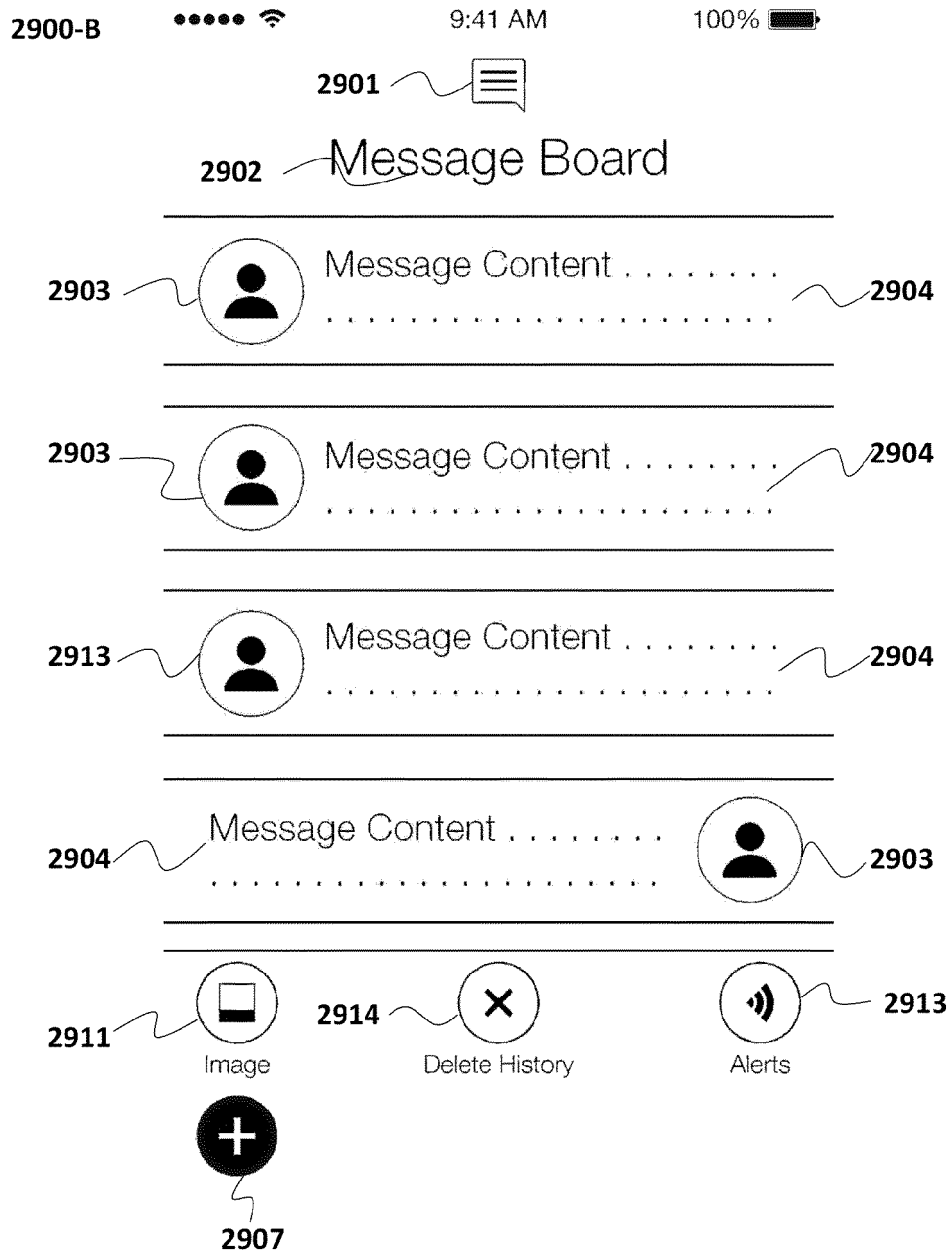 2900-B 9:41 AM 100%
2901
2902 Message Board
2903 Message Content . . . . . . . . 2904
. . . . . . . . . . . . . . . . . . . . . .
2903 Message Content . . . . . . . . 2904
. . . . . . . . . . . . . . . . . . . . . .
2913 Message Content . . . . . . . . 2904
. . . . . . . . . . . . . . . . . . . . . .
Message Content . . . . . . . .
2904 . . . . . . . . . . . . . . . . . . . . . . 2903
2911 2914 2913
Image Delete History Alerts
2907